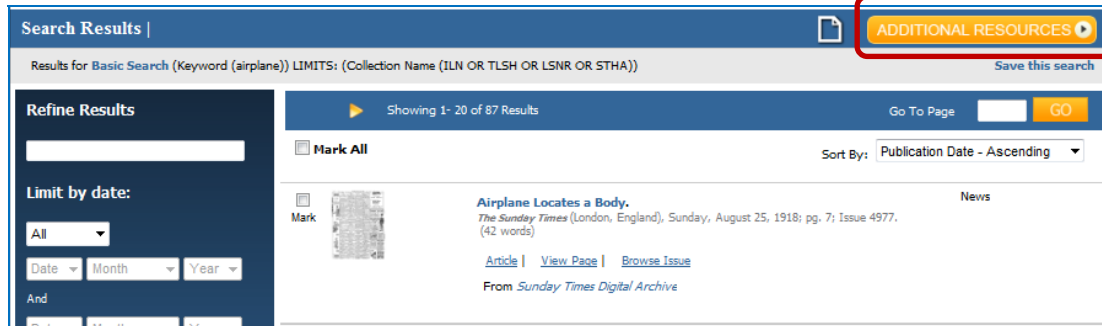 Search Results |
ADDITIONAL RESOURCES
Results for Basic Search (Keyword (airplane)) LIMITS: (Collection Name (ILN OR TLSH OR LSNR OR STHA))
Save this search
Refine Results
Showing 1- 20 of 87 Results
Go To Page
GO
Mark All
Sort By: Publication Date - Ascending
Limit by date:
All
Date Month Year
And
Mark
Airplane Locates a Body.
News
The Sunday Times (London, England), Sunday, August 25, 1918; pg. 7; Issue 4977.
(42 words)
Article | View Page | Browse Issue
From Sunday Times Digital Archive